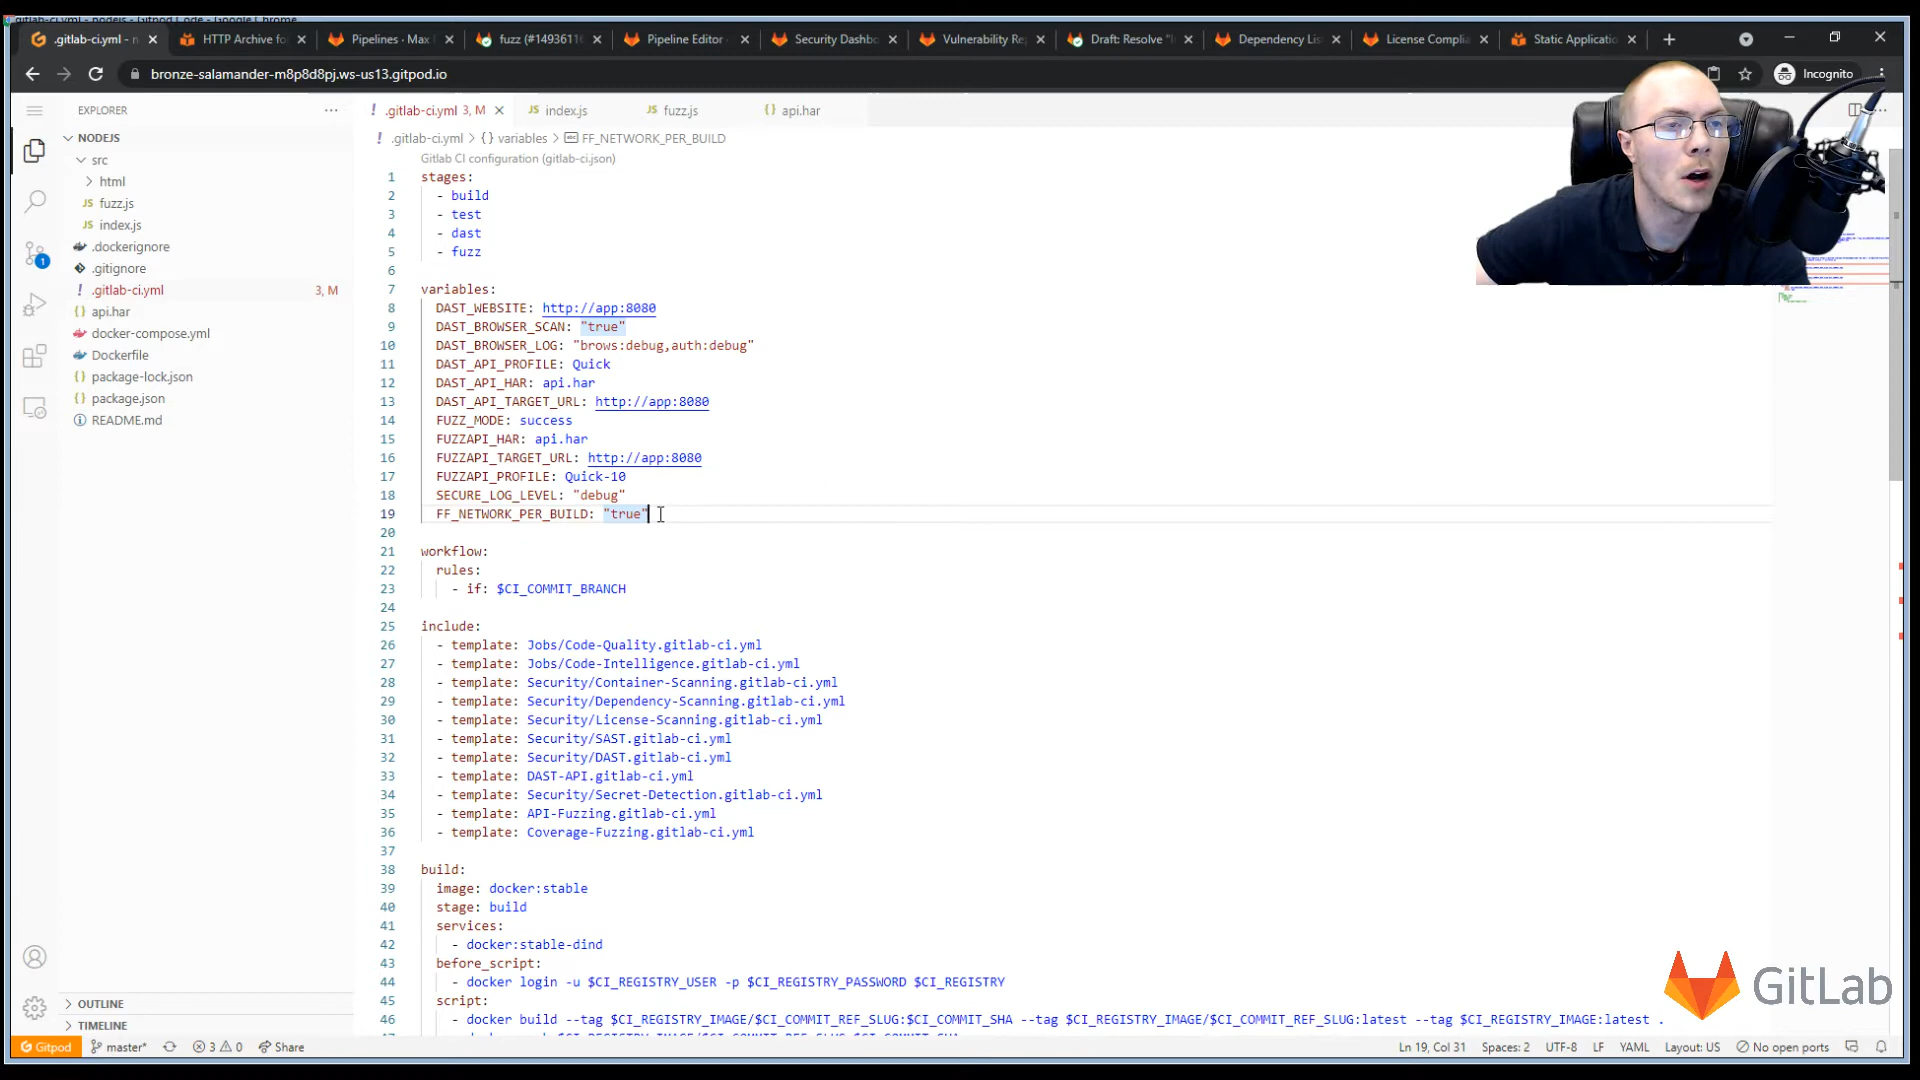 .gitlab-ci.yml - nodejs - Gitpod Code - Google Chrome
.gitlab-ci.yml - n
HTTP Archive fo
Pipelines · Max
fuzz (#1493611
Pipeline Editor
Security Dashbo
Vulnerability Re
Draft: Resolve "I
Dependency Lis
License Complia
Static Applicatio
bronze-salamander-m8p8d8pj.ws-us13.gitpod.io
Incognito
EXPLORER
NODEJS
src
html
fuzz.js
index.js
.dockerignore
.gitignore
.gitlab-ci.yml 3, M
api.har
docker-compose.yml
Dockerfile
package-lock.json
package.json
README.md
OUTLINE
TIMELINE
.gitlab-ci.yml 3, M
index.js
fuzz.js
api.har
.gitlab-ci.yml > {} variables > FF_NETWORK_PER_BUILD
Gitlab CI configuration (gitlab-ci.json)
1 stages:
2 - build
3 - test
4 - dast
5 - fuzz
6
7 variables:
8 DAST_WEBSITE: http://app:8080
9 DAST_BROWSER_SCAN: "true"
10 DAST_BROWSER_LOG: "brows:debug,auth:debug"
11 DAST_API_PROFILE: Quick
12 DAST_API_HAR: api.har
13 DAST_API_TARGET_URL: http://app:8080
14 FUZZ_MODE: success
15 FUZZAPI_HAR: api.har
16 FUZZAPI_TARGET_URL: http://app:8080
17 FUZZAPI_PROFILE: Quick-10
18 SECURE_LOG_LEVEL: "debug"
19 FF_NETWORK_PER_BUILD: "true"
20
21 workflow:
22 rules:
23 - if: $CI_COMMIT_BRANCH
24
25 include:
26 - template: Jobs/Code-Quality.gitlab-ci.yml
27 - template: Jobs/Code-Intelligence.gitlab-ci.yml
28 - template: Security/Container-Scanning.gitlab-ci.yml
29 - template: Security/Dependency-Scanning.gitlab-ci.yml
30 - template: Security/License-Scanning.gitlab-ci.yml
31 - template: Security/SAST.gitlab-ci.yml
32 - template: Security/DAST.gitlab-ci.yml
33 - template: DAST-API.gitlab-ci.yml
34 - template: Security/Secret-Detection.gitlab-ci.yml
35 - template: API-Fuzzing.gitlab-ci.yml
36 - template: Coverage-Fuzzing.gitlab-ci.yml
37
38 build:
39 image: docker:stable
40 stage: build
41 services:
42 - docker:stable-dind
43 before_script:
44 - docker login -u $CI_REGISTRY_USER -p $CI_REGISTRY_PASSWORD $CI_REGISTRY
45 script:
46 - docker build --tag $CI_REGISTRY_IMAGE/$CI_COMMIT_REF_SLUG:$CI_COMMIT_SHA --tag $CI_REGISTRY_IMAGE/$CI_COMMIT_REF_SLUG:latest --tag $CI_REGISTRY_IMAGE:latest .
GitLab
1
Gitpod
master*
3 0
Share
Ln 19, Col 31
Spaces: 2
UTF-8
LF
YAML
Layout: US
No open ports